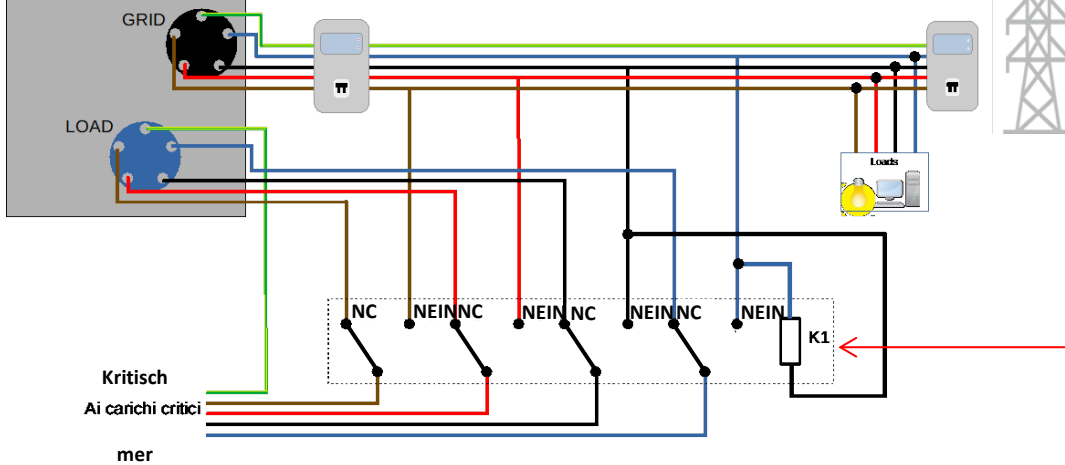 GRID
LOAD
Loads
NC
NEIN
NC
NEIN
NC
NEIN
NC
NEIN
K1
Kritisch
Ai carichi critici
mer